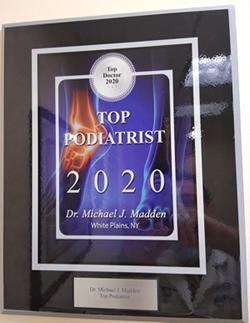 Top
Doctor
2020
TOP
PODIATRIST
2020
Dr. Michael J. Madden
White Plains, NY
Dr. Michael J. Madden
Top Podiatrist